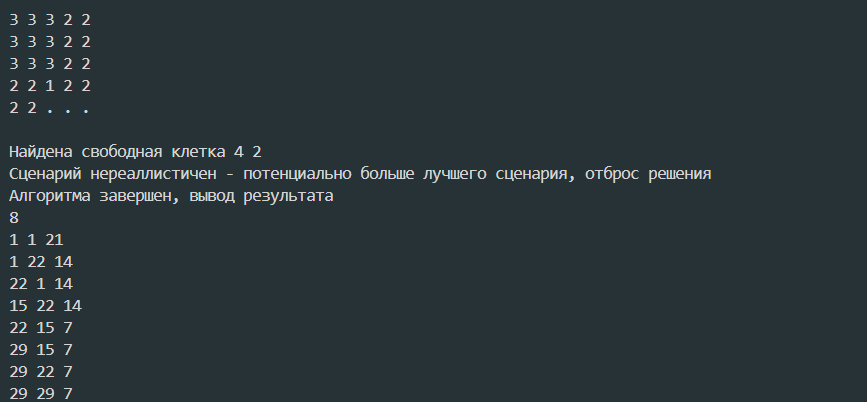 3 3 3 2 2
3 3 3 2 2
3 3 3 2 2
2 2 1 2 2
2 2 . . .
Найдена свободная клетка 4 2
Сценарий нереаллистичен - потенциально больше лучшего сценария, отброс решения
Алгоритма завершен, вывод результата
8
1 1 21
1 22 14
22 1 14
15 22 14
22 15 7
29 15 7
29 22 7
29 29 7